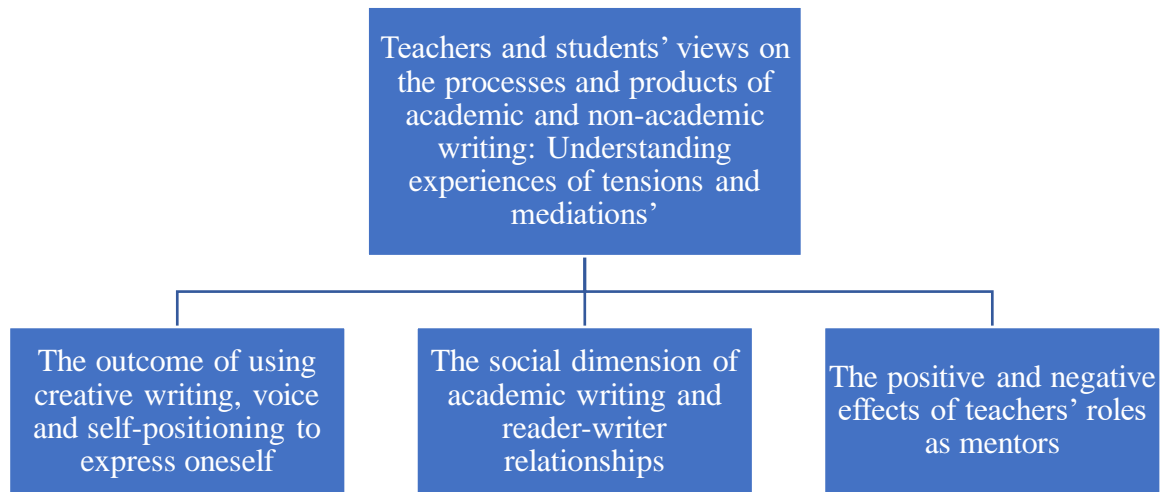 Teachers and students’ views on
the processes and products of
academic and non-academic
writing: Understanding
experiences of tensions and
mediations’
The outcome of using
creative writing, voice
and self-positioning to
express oneself
The social dimension of
academic writing and
reader-writer
relationships
The positive and negative
effects of teachers’ roles
as mentors